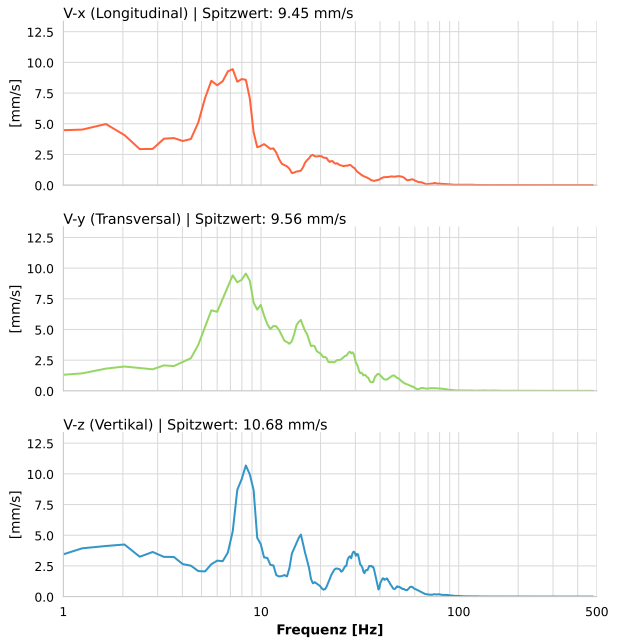 V-x (Longitudinal) | Spitzwert: 9.45 mm/s
12.5
10.0
7.5
5.0
2.5
0.0
[mm/s]
V-y (Transversal) | Spitzwert: 9.56 mm/s
12.5
10.0
7.5
5.0
2.5
0.0
[mm/s]
V-z (Vertikal) | Spitzwert: 10.68 mm/s
12.5
10.0
7.5
5.0
2.5
0.0
[mm/s]
1 10 100 500
Frequenz [Hz]